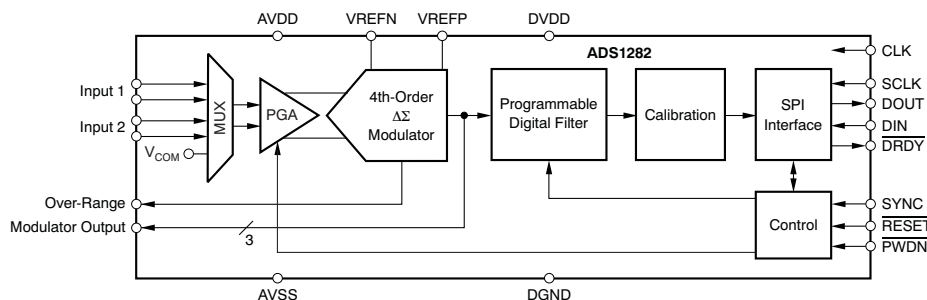 AVDD
VREFN
VREFP
DVDD
ADS1282
CLK
Input 1
Input 2
VCOM
MUX
PGA
4th-Order
ΔΣ
Modulator
Programmable
Digital Filter
Calibration
SPI
Interface
SCLK
DOUT
DIN
DRDY
Over-Range
Modulator Output
3
Control
SYNC
RESET
PWDN
AVSS
DGND